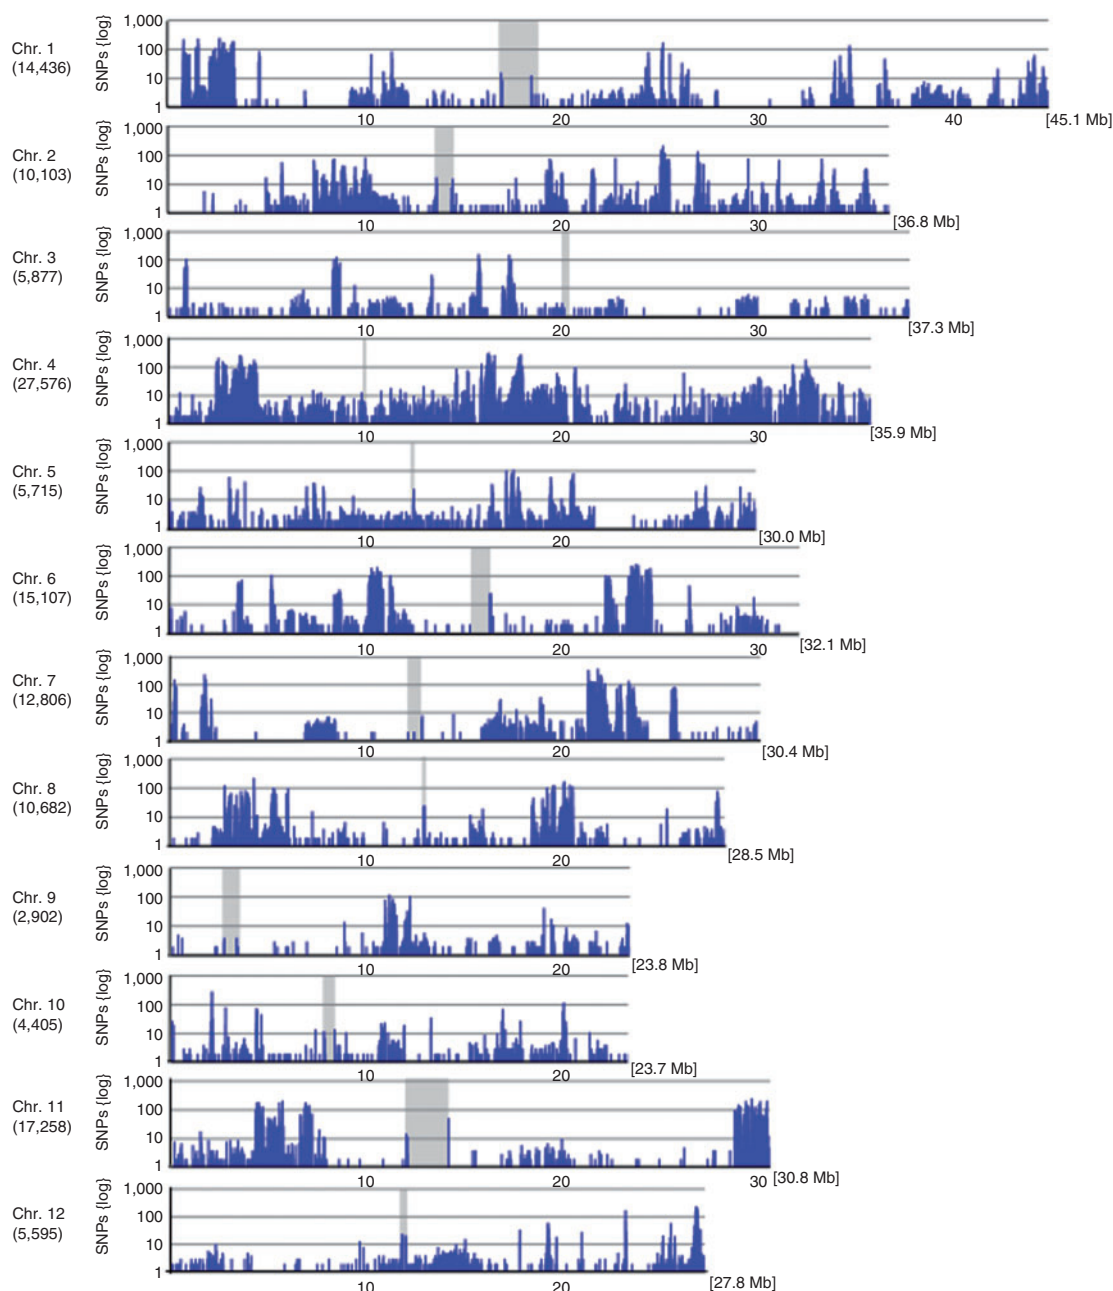 Chr. 1
(14,436)
SNPs {log}
1,000
100
10
1
10
20
30
40
[45.1 Mb]
Chr. 2
(10,103)
SNPs {log}
1,000
100
10
1
10
20
30
[36.8 Mb]
Chr. 3
(5,877)
SNPs {log}
1,000
100
10
1
10
20
30
[37.3 Mb]
Chr. 4
(27,576)
SNPs {log}
1,000
100
10
1
10
20
30
[35.9 Mb]
Chr. 5
(5,715)
SNPs {log}
1,000
100
10
1
10
20
[30.0 Mb]
Chr. 6
(15,107)
SNPs {log}
1,000
100
10
1
10
20
30
[32.1 Mb]
Chr. 7
(12,806)
SNPs {log}
1,000
100
10
1
10
20
[30.4 Mb]
Chr. 8
(10,682)
SNPs {log}
1,000
100
10
1
10
20
[28.5 Mb]
Chr. 9
(2,902)
SNPs {log}
1,000
100
10
1
10
20
[23.8 Mb]
Chr. 10
(4,405)
SNPs {log}
1,000
100
10
1
10
20
[23.7 Mb]
Chr. 11
(17,258)
SNPs {log}
1,000
100
10
1
10
20
30
[30.8 Mb]
Chr. 12
(5,595)
SNPs {log}
1,000
100
10
1
10
20
[27.8 Mb]